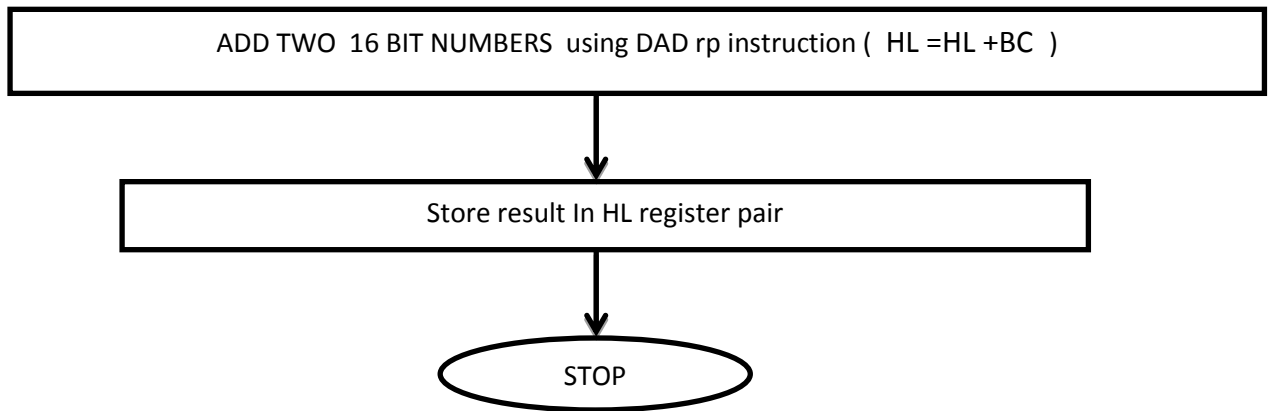 ADD TWO 16 BIT NUMBERS using DAD rp instruction ( HL =HL +BC )
Store result In HL register pair
STOP